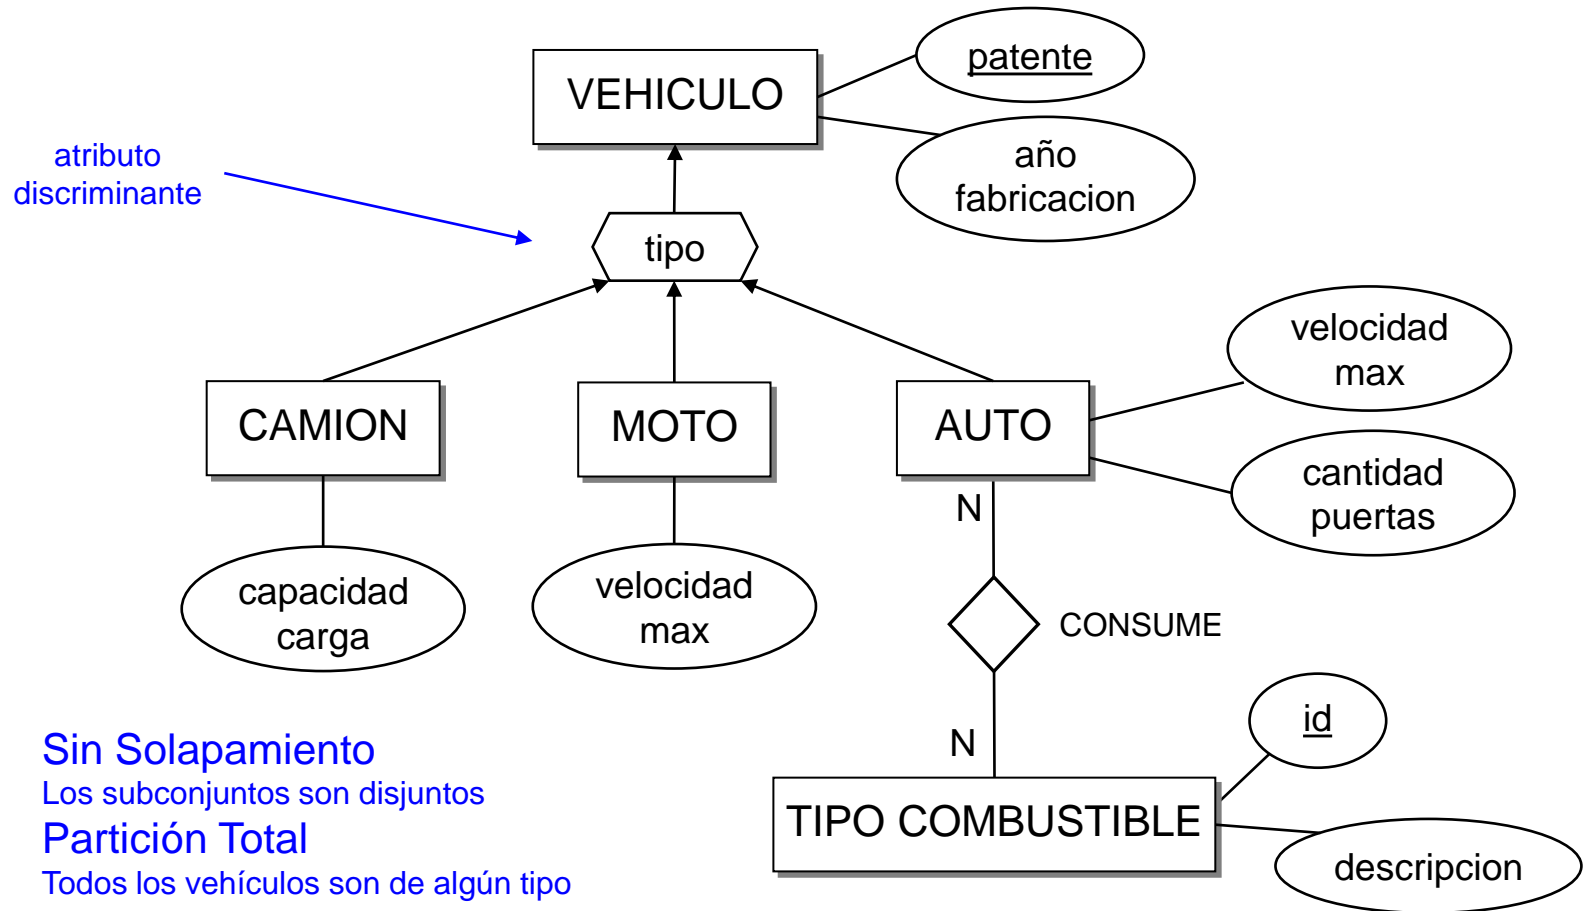 VEHICULO
patente
año
fabricacion
atributo
discriminante
tipo
CAMION
MOTO
AUTO
velocidad
max
cantidad
puertas
capacidad
carga
velocidad
max
N
CONSUME
N
id
TIPO COMBUSTIBLE
descripcion
Sin Solapamiento
Los subconjuntos son disjuntos
Partición Total
Todos los vehículos son de algún tipo